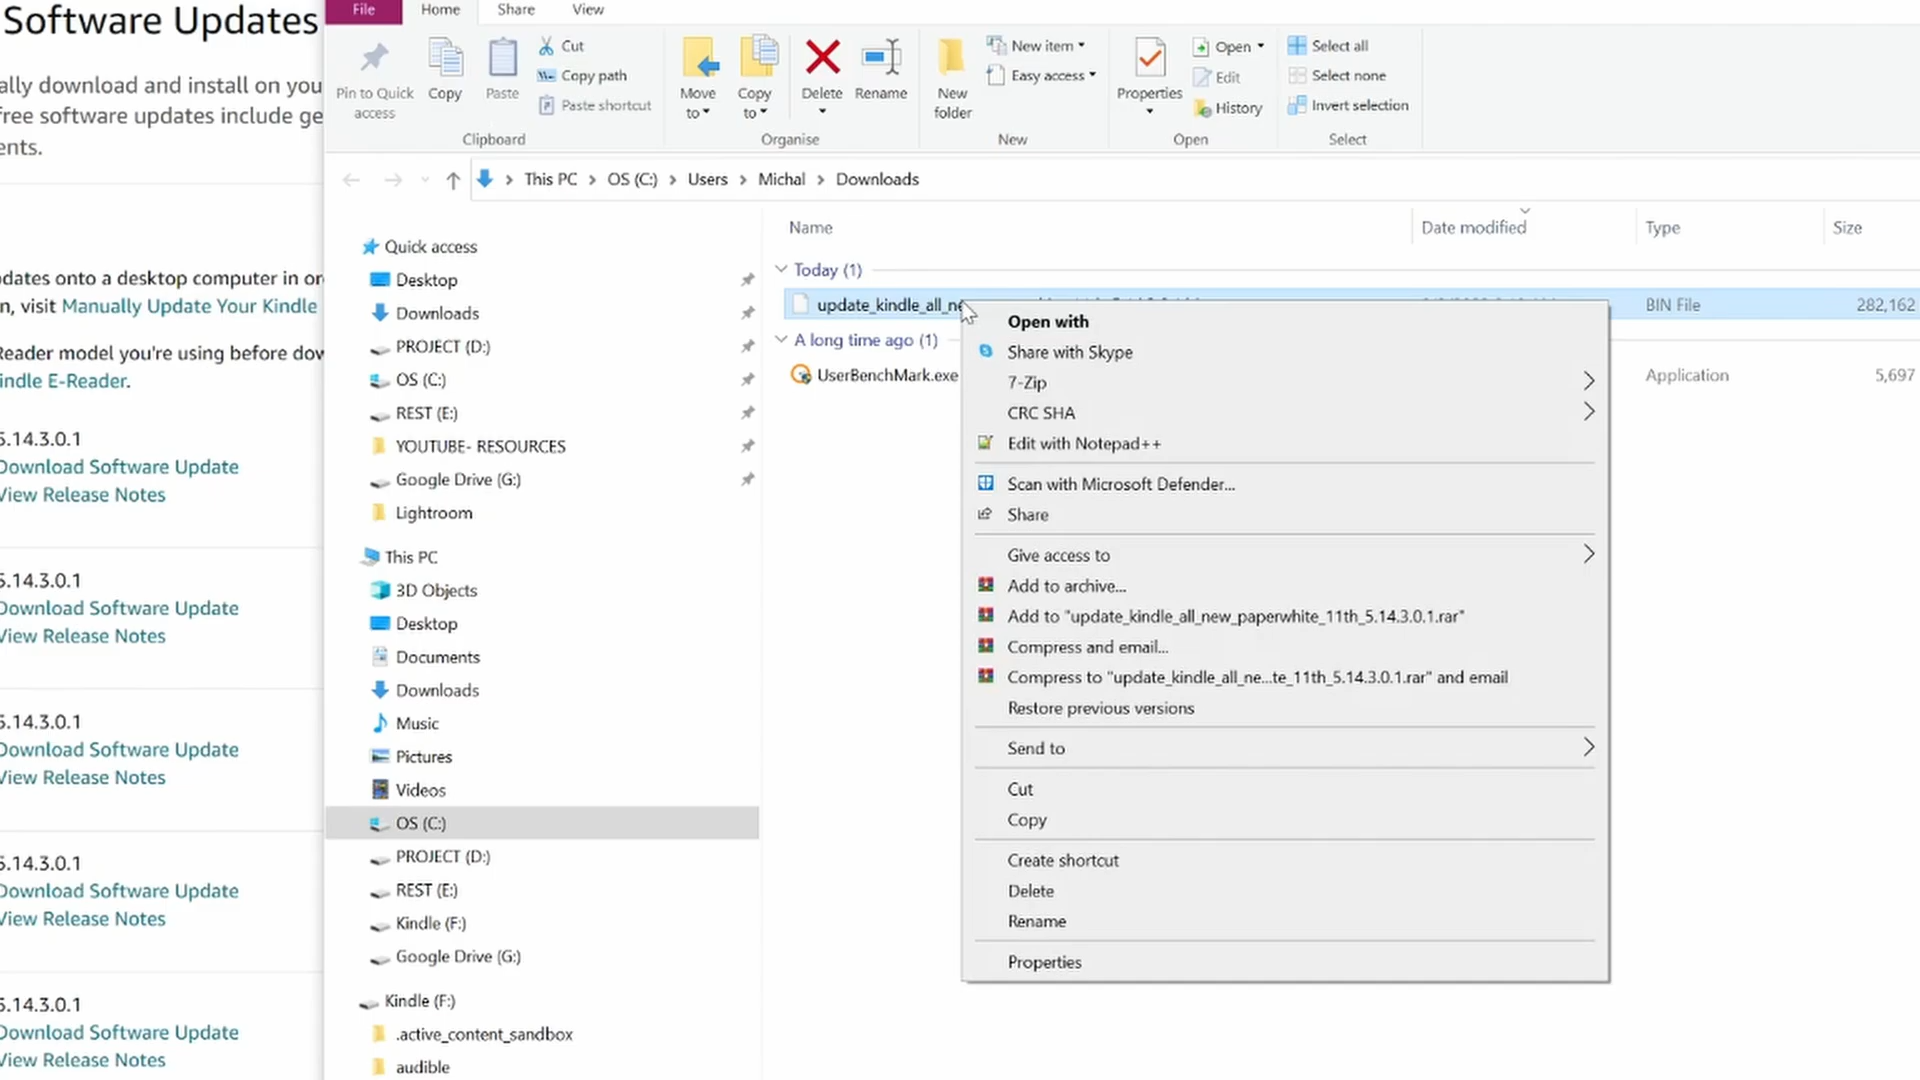 Software Updates
ally download and install on you
free software updates include ge
ents.
dates onto a desktop computer in or
n, visit Manually Update Your Kindle
Reader model you're using before dow
indle E-Reader.
5.14.3.0.1
Download Software Update
View Release Notes
5.14.3.0.1
Download Software Update
View Release Notes
5.14.3.0.1
Download Software Update
View Release Notes
5.14.3.0.1
Download Software Update
View Release Notes
5.14.3.0.1
Download Software Update
View Release Notes
File Home Share View
Pin to Quick access
Copy
Paste
Cut
Copy path
Paste shortcut
Clipboard
Move to
Copy to
Delete
Rename
Organise
New folder
New item
Easy access
New
Properties
Open
Edit
History
Open
Select all
Select none
Invert selection
Select
This PC > OS (C:) > Users > Michal > Downloads
Quick access
Desktop
Downloads
PROJECT (D:)
OS (C:)
REST (E:)
YOUTUBE- RESOURCES
Google Drive (G:)
Lightroom
This PC
3D Objects
Desktop
Documents
Downloads
Music
Pictures
Videos
OS (C:)
PROJECT (D:)
REST (E:)
Kindle (F:)
Google Drive (G:)
Kindle (F:)
.active_content_sandbox
audible
Name Date modified Type Size
Today (1)
update_kindle_all_ne BIN File 282,162
A long time ago (1)
UserBenchMark.exe Application 5,697
Open with
Share with Skype
7-Zip
CRC SHA
Edit with Notepad++
Scan with Microsoft Defender...
Share
Give access to
Add to archive...
Add to "update_kindle_all_new_paperwhite_11th_5.14.3.0.1.rar"
Compress and email...
Compress to "update_kindle_all_ne...te_11th_5.14.3.0.1.rar" and email
Restore previous versions
Send to
Cut
Copy
Create shortcut
Delete
Rename
Properties